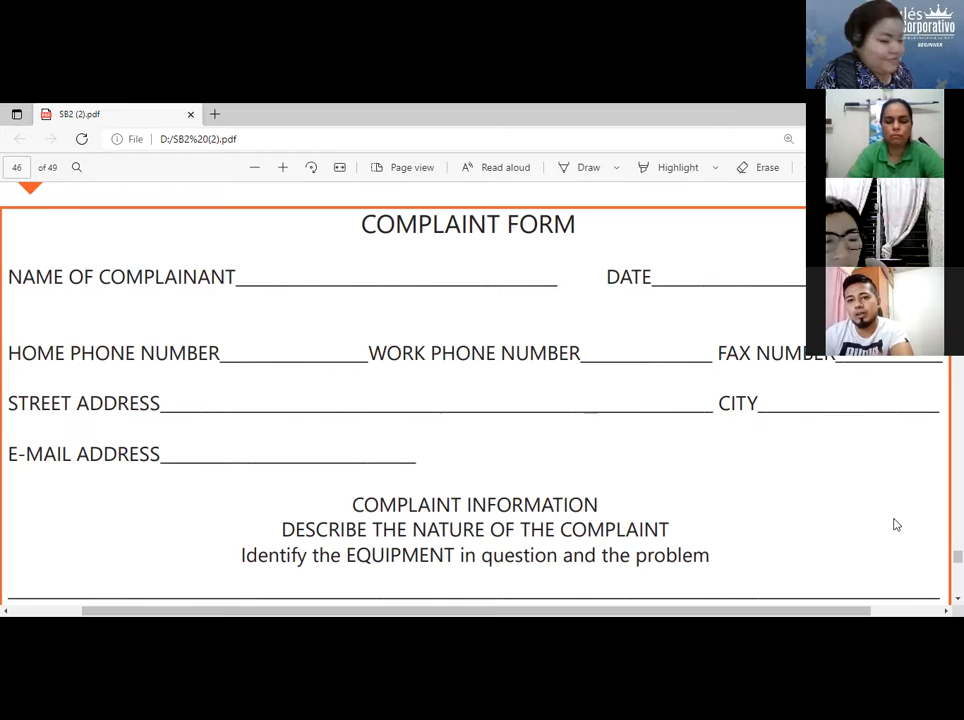 SB2 (2).pdf
File D:/SB2%20(2).pdf
46 of 49 Page view Read aloud Draw Highlight Erase
COMPLAINT FORM
NAME OF COMPLAINANT DATE
HOME PHONE NUMBER WORK PHONE NUMBER FAX NUMBER
STREET ADDRESS CITY
E-MAIL ADDRESS
COMPLAINT INFORMATION
DESCRIBE THE NATURE OF THE COMPLAINT
Identify the EQUIPMENT in question and the problem
BEGINNER